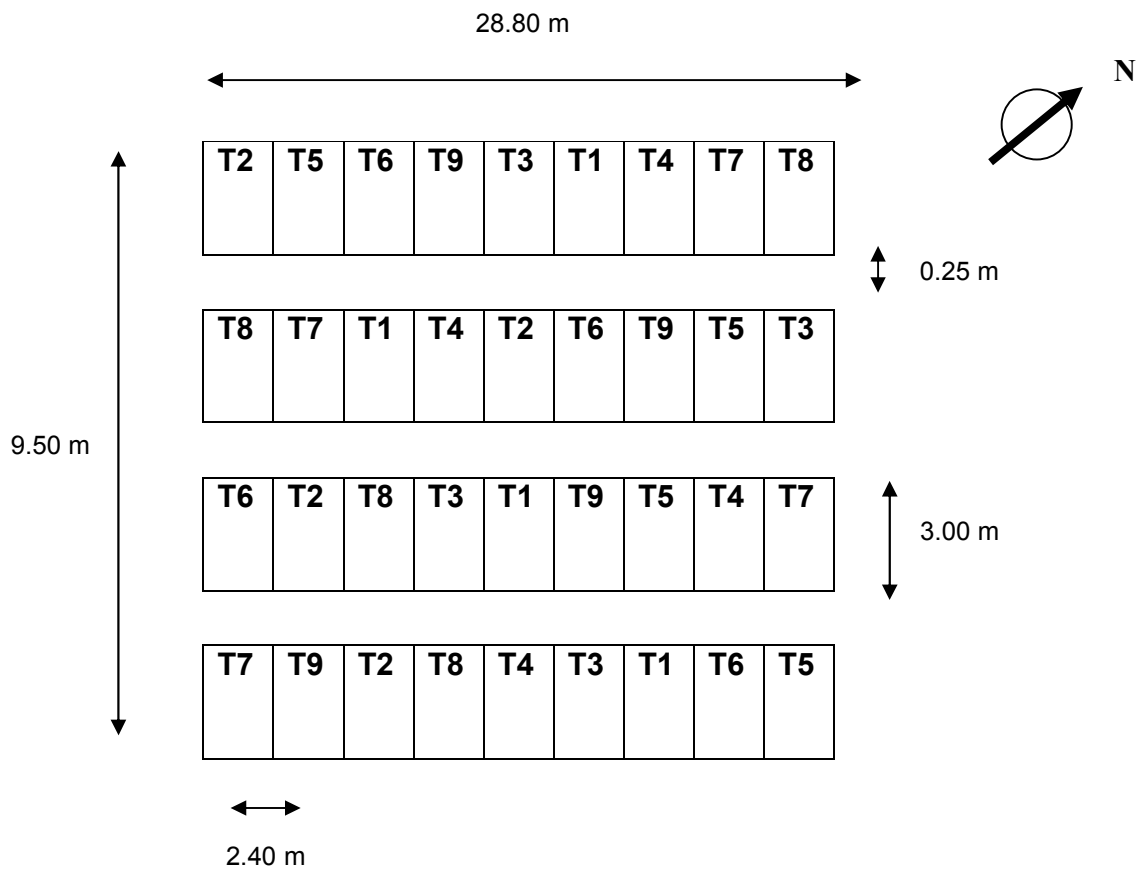 28.80 m
N
T2 T5 T6 T9 T3 T1 T4 T7 T8
0.25 m
T8 T7 T1 T4 T2 T6 T9 T5 T3
9.50 m
T6 T2 T8 T3 T1 T9 T5 T4 T7
3.00 m
T7 T9 T2 T8 T4 T3 T1 T6 T5
2.40 m